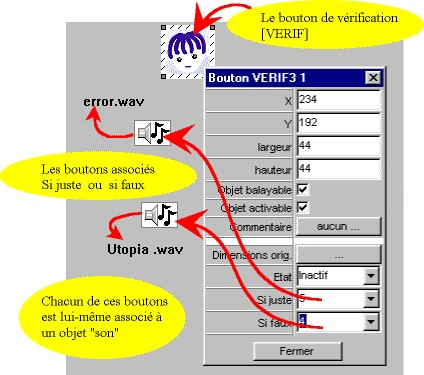 Le bouton de vérification
[VERIF]
Bouton VERIF3 1
X 234
Y 192
largeur 44
hauteur 44
Objet balayable
Objet activable
Commentaire aucun ...
Dimensions orig. ...
Etat Inactif
Si juste 5
Si faux 4
Fermer
error.wav
Les boutons associés
Si juste ou si faux
Utopia .wav
Chacun de ces boutons
est lui-même associé à
un objet "son"